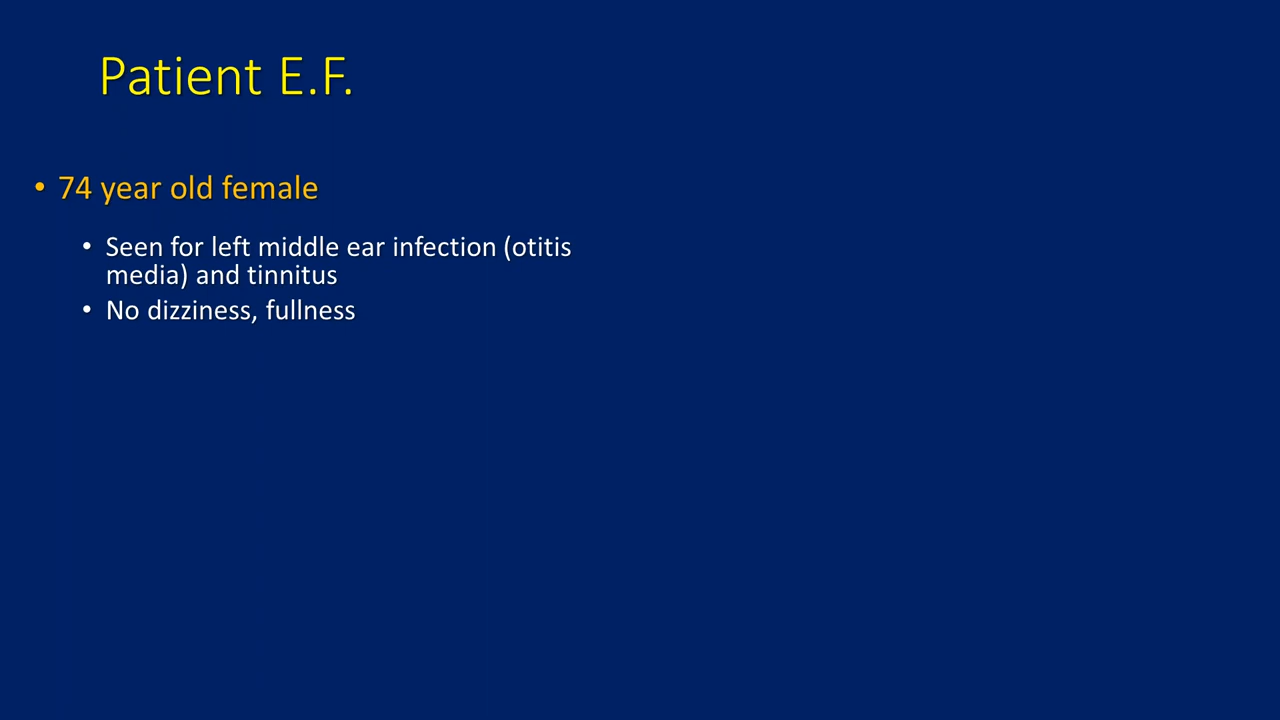 Patient E.F.
• 74 year old female
• Seen for left middle ear infection (otitis
media) and tinnitus
• No dizziness, fullness